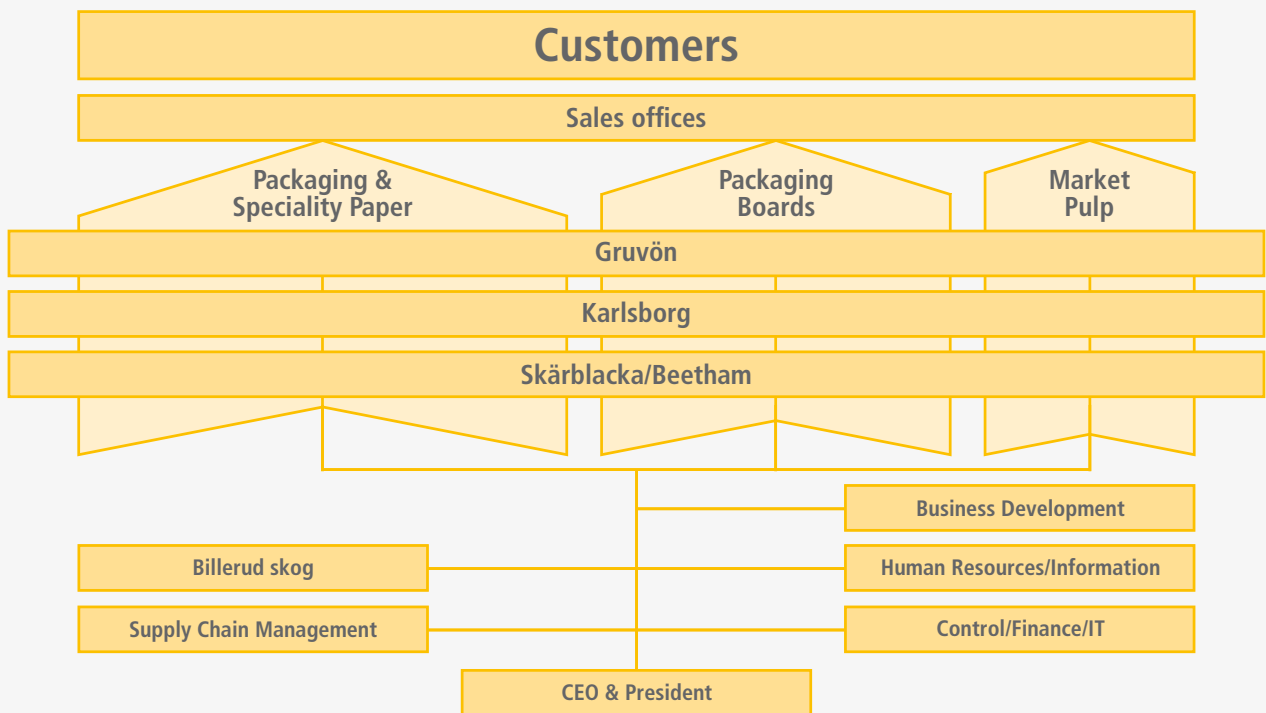 Customers
Sales offices
Packaging &
Speciality Paper
Packaging
Boards
Market
Pulp
Gruvön
Karlsborg
Skärblacka/Beetham
Business Development
Billerud skog
Human Resources/Information
Supply Chain Management
Control/Finance/IT
CEO & President